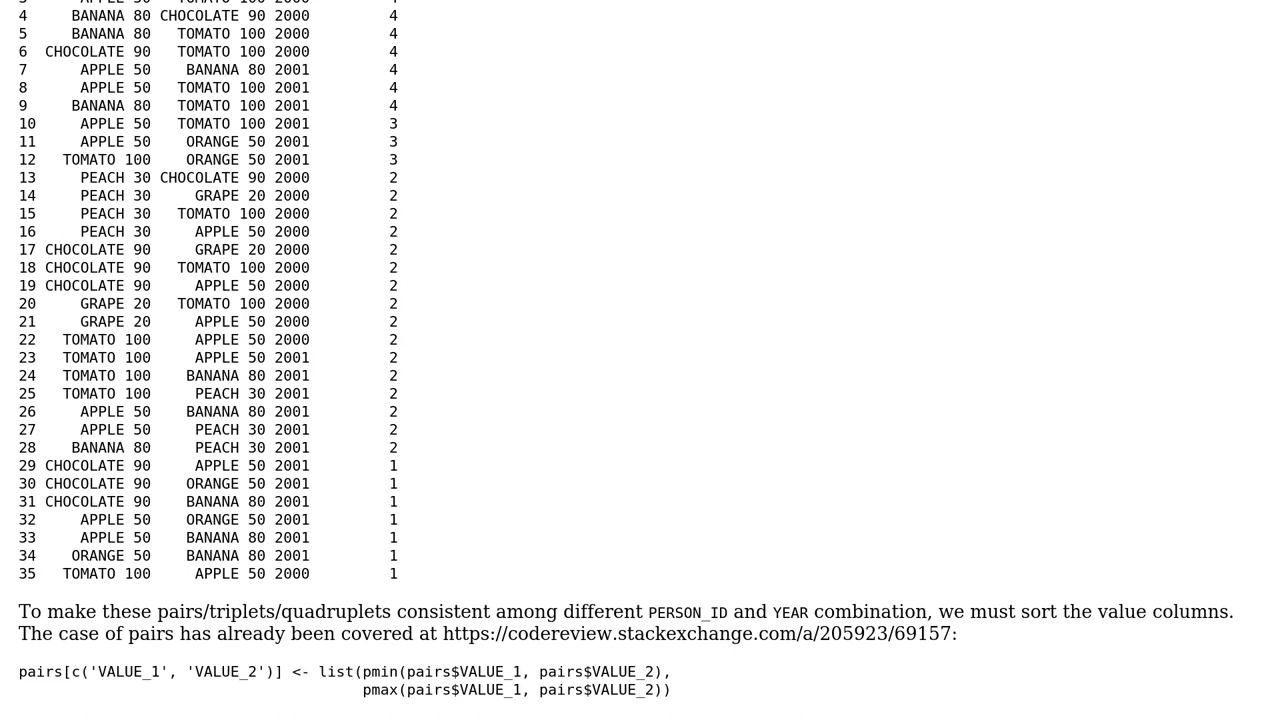 4     BANANA 80 CHOCOLATE 90 2000         4
5     BANANA 80   TOMATO 100 2000         4
6  CHOCOLATE 90   TOMATO 100 2000         4
7      APPLE 50    BANANA 80 2001         4
8      APPLE 50   TOMATO 100 2001         4
9     BANANA 80   TOMATO 100 2001         4
10     APPLE 50   TOMATO 100 2001         3
11     APPLE 50    ORANGE 50 2001         3
12   TOMATO 100    ORANGE 50 2001         3
13     PEACH 30 CHOCOLATE 90 2000         2
14     PEACH 30     GRAPE 20 2000         2
15     PEACH 30   TOMATO 100 2000         2
16     PEACH 30     APPLE 50 2000         2
17 CHOCOLATE 90     GRAPE 20 2000         2
18 CHOCOLATE 90   TOMATO 100 2000         2
19 CHOCOLATE 90     APPLE 50 2000         2
20     GRAPE 20   TOMATO 100 2000         2
21     GRAPE 20     APPLE 50 2000         2
22   TOMATO 100     APPLE 50 2000         2
23   TOMATO 100     APPLE 50 2001         2
24   TOMATO 100    BANANA 80 2001         2
25   TOMATO 100     PEACH 30 2001         2
26     APPLE 50    BANANA 80 2001         2
27     APPLE 50     PEACH 30 2001         2
28    BANANA 80     PEACH 30 2001         2
29 CHOCOLATE 90     APPLE 50 2001         1
30 CHOCOLATE 90    ORANGE 50 2001         1
31 CHOCOLATE 90    BANANA 80 2001         1
32     APPLE 50    ORANGE 50 2001         1
33     APPLE 50    BANANA 80 2001         1
34    ORANGE 50    BANANA 80 2001         1
35   TOMATO 100     APPLE 50 2000         1
To make these pairs/triplets/quadruplets consistent among different PERSON_ID and YEAR combination, we must sort the value columns.
The case of pairs has already been covered at https://codereview.stackexchange.com/a/205923/69157:
pairs[c('VALUE_1', 'VALUE_2')] <- list(pmin(pairs$VALUE_1, pairs$VALUE_2),
                                       pmax(pairs$VALUE_1, pairs$VALUE_2))